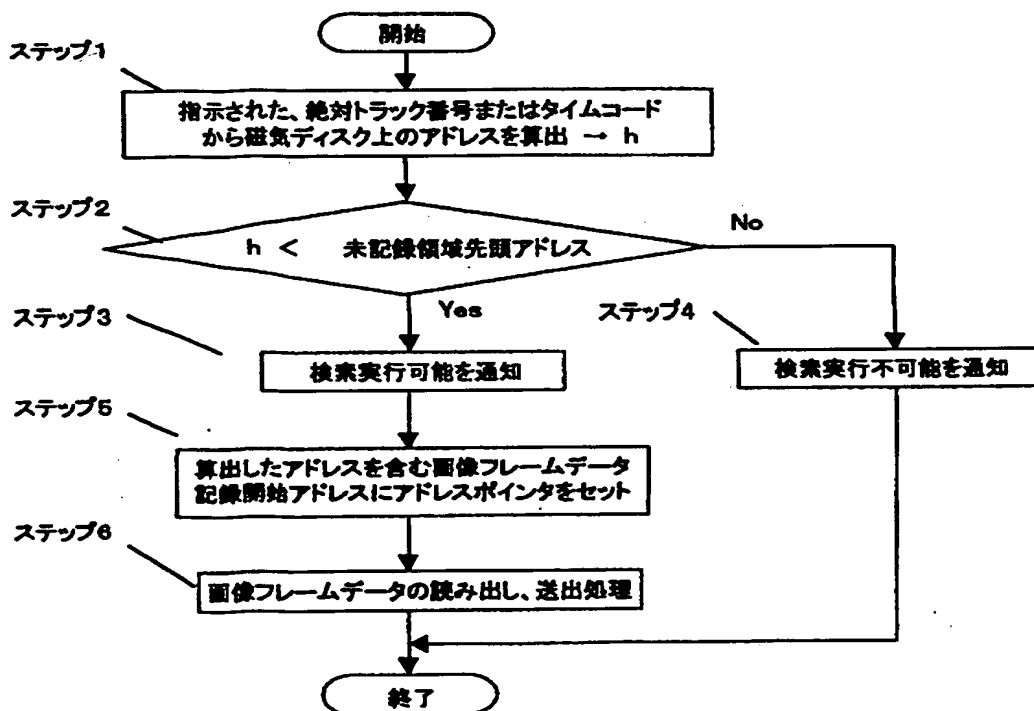 開始
ステップ1
指示された、絶対トラック番号またはタイムコード
から磁気ディスク上のアドレスを算出 → h
ステップ2
h < 未記録領域先頭アドレス
No
Yes
ステップ3
検索実行可能を通知
ステップ4
検索実行不可能を通知
ステップ5
算出したアドレスを含む画像フレームデータ
記録開始アドレスにアドレスポインタをセット
ステップ6
画像フレームデータの読み出し、送出処理
終了